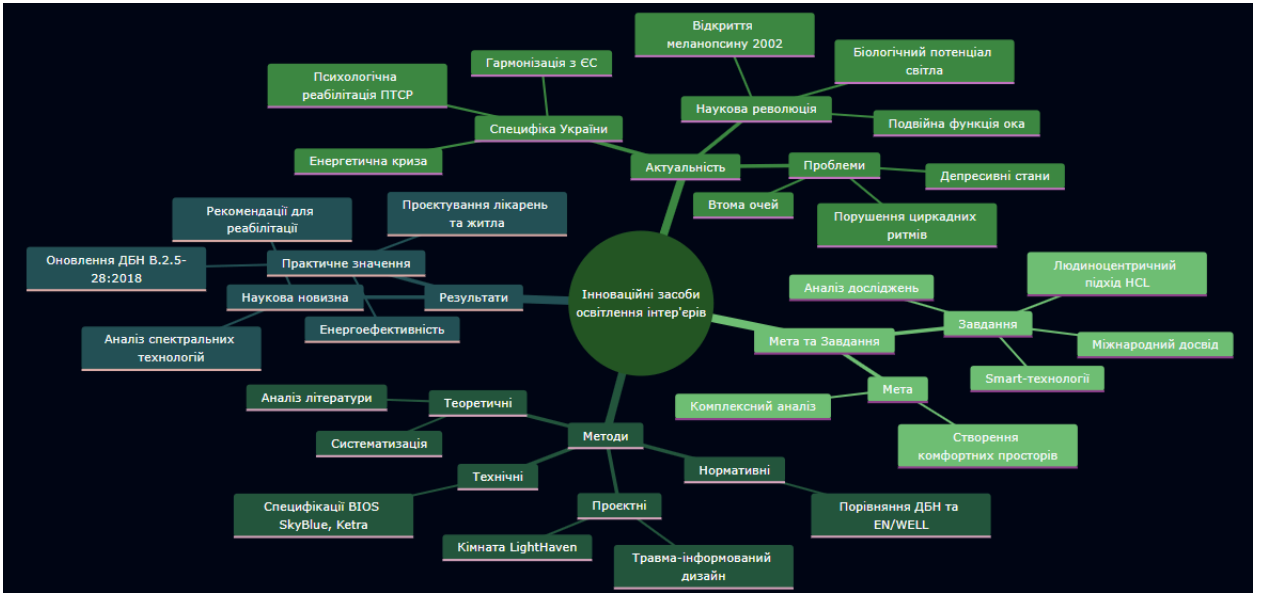 Відкриття
меланопсину 2002
Біологічний потенціал
світла
Гармонізація з ЄС
Психологічна
реабілітація ПТСР
Наукова революція
Подвійна функція ока
Специфіка України
Енергетична криза
Актуальність
Проблеми
Депресивні стани
Втома очей
Порушення циркадних
ритмів
Рекомендації для
реабілітації
Проєктування лікарень
та житла
Оновлення ДБН В.2.5-
28:2018
Практичне значення
Наукова новизна
Результати
Енергоефективність
Аналіз спектральних
технологій
Інноваційні засоби
освітлення інтер'єрів
Людиноцентричний
підхід HCL
Аналіз досліджень
Завдання
Мета та Завдання
Міжнародний досвід
Smart-технології
Мета
Комплексний аналіз
Створення
комфортних просторів
Аналіз літератури
Теоретичні
Систематизація
Методи
Технічні
Нормативні
Специфікації BIOS
SkyBlue, Ketra
Проєктні
Порівняння ДБН та
EN/WELL
Кімната LightHaven
Травма-інформований
дизайн